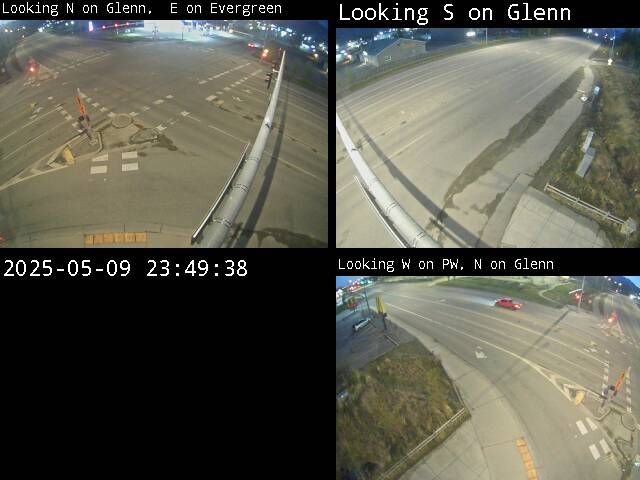 Looking N on Glenn,  E on Evergreen
Looking S on Glenn
2025-05-09 23:49:38
Looking W on PW, N on Glenn